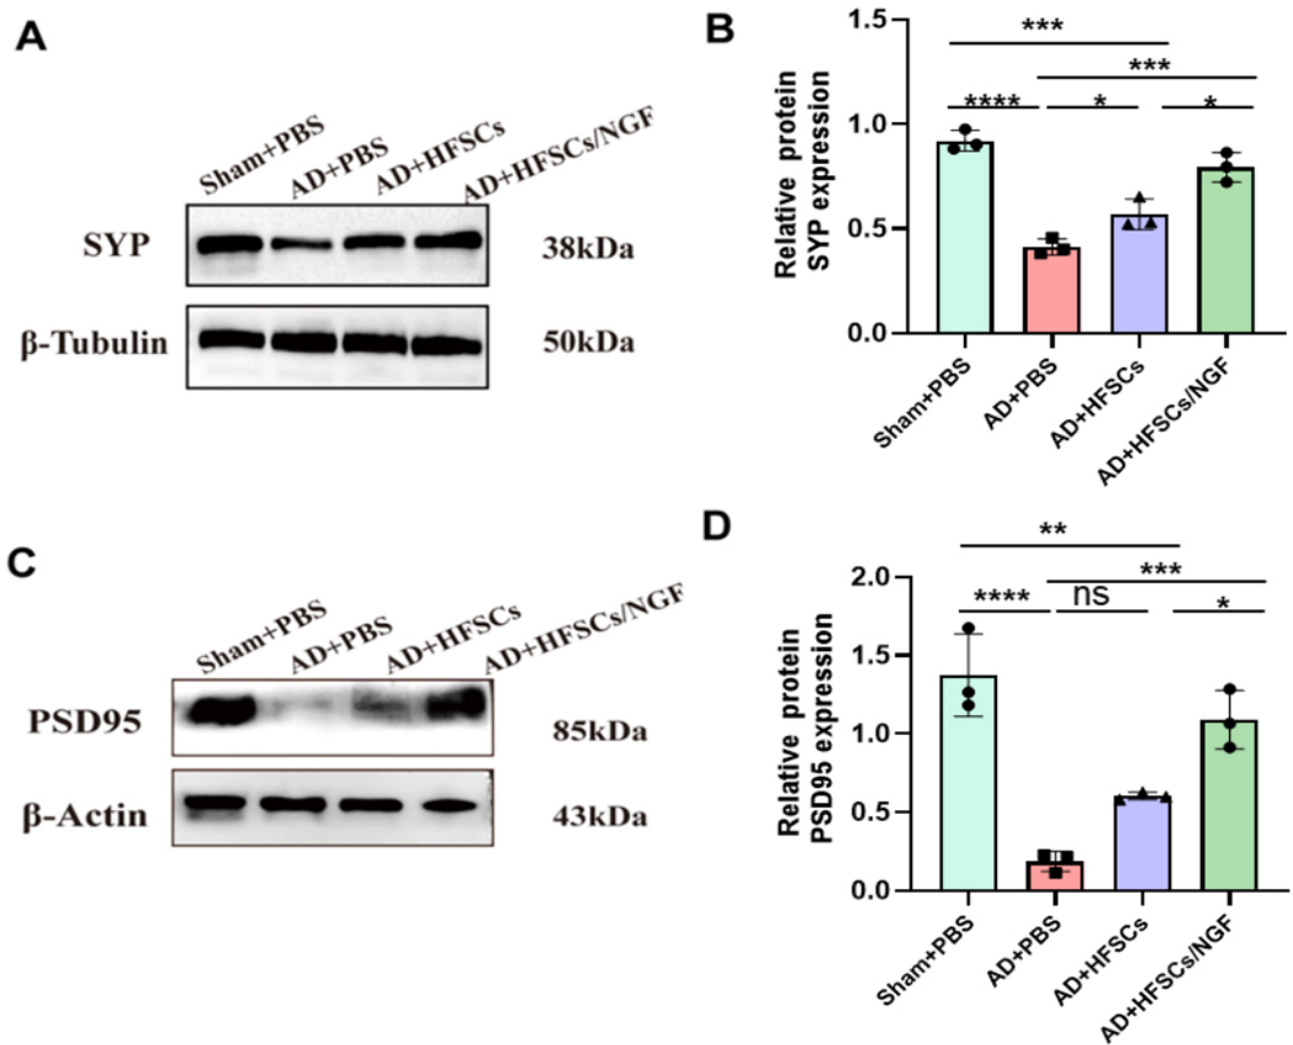 A
Sham+PBS
AD+PBS
AD+HFSCs
AD+HFSCs/NGF
SYP
38kDa
β-Tubulin
50kDa
B
Relative protein
SYP expression
1.5
1.0
0.5
0.0
***
***
****
*
*
Sham+PBS
AD+PBS
AD+HFSCs
AD+HFSCs/NGF
C
Sham+PBS
AD+PBS
AD+HFSCs
AD+HFSCs/NGF
PSD95
85kDa
β-Actin
43kDa
D
Relative protein
PSD95 expression
2.0
1.5
1.0
0.5
0.0
**
***
****
ns
*
Sham+PBS
AD+PBS
AD+HFSCs
AD+HFSCs/NGF